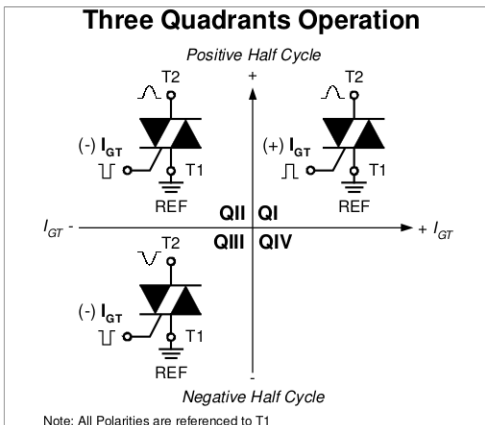 Three Quadrants Operation
Positive Half Cycle
+
T2
(-) IGT
T1
REF
T2
(+) IGT
T1
REF
QII QI
IGT -
+ IGT
QIII QIV
T2
(-) IGT
T1
REF
-
Negative Half Cycle
Note: All Polarities are referenced to T1